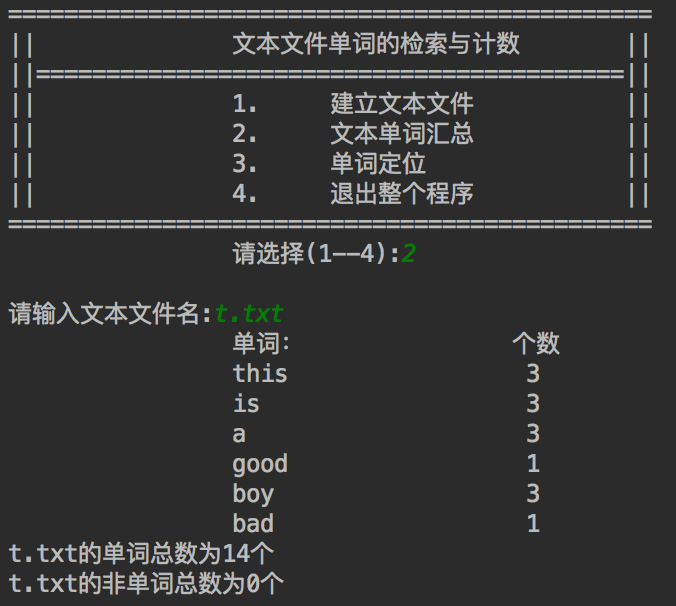 ==============================================
||              文本文件单词的检索与计数        ||
||==========================================||
||              1.     建立文本文件           ||
||              2.     文本单词汇总           ||
||              3.     单词定位               ||
||              4.     退出整个程序           ||
==============================================
                请选择(1--4):2
请输入文本文件名:t.txt
                单词:                个数
                this                 3
                is                   3
                a                    3
                good                 1
                boy                  3
                bad                  1
t.txt的单词总数为14个
t.txt的非单词总数为0个